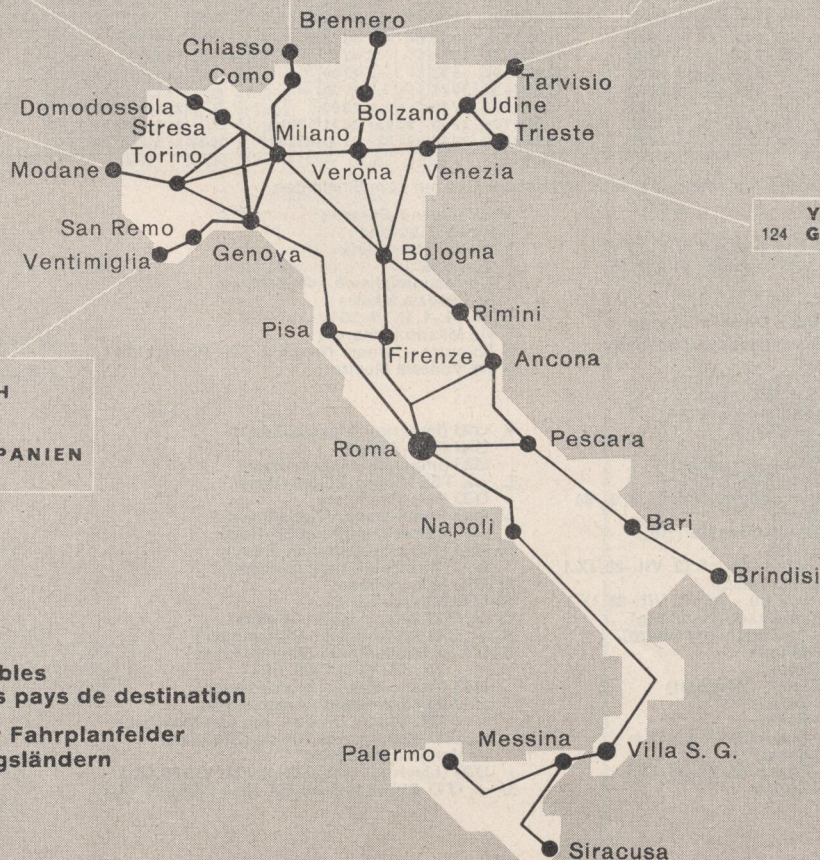 Brennero
Chiasso
Como
Tarvisio
Domodossola
Bolzano
Udine
Stresa
Milano
Trieste
Torino
Modane
Verona
Venezia
San Remo
Genova
Bologna
Ventimiglia
124 G
Rimini
Pisa
Firenze
Ancona
H
PANIEN
Roma
Pescara
Napoli
Bari
Brindisi
bles
s pays de destination
Fahrplanfelder
gsländern
Messina
Villa S. G.
Palermo
Siracusa